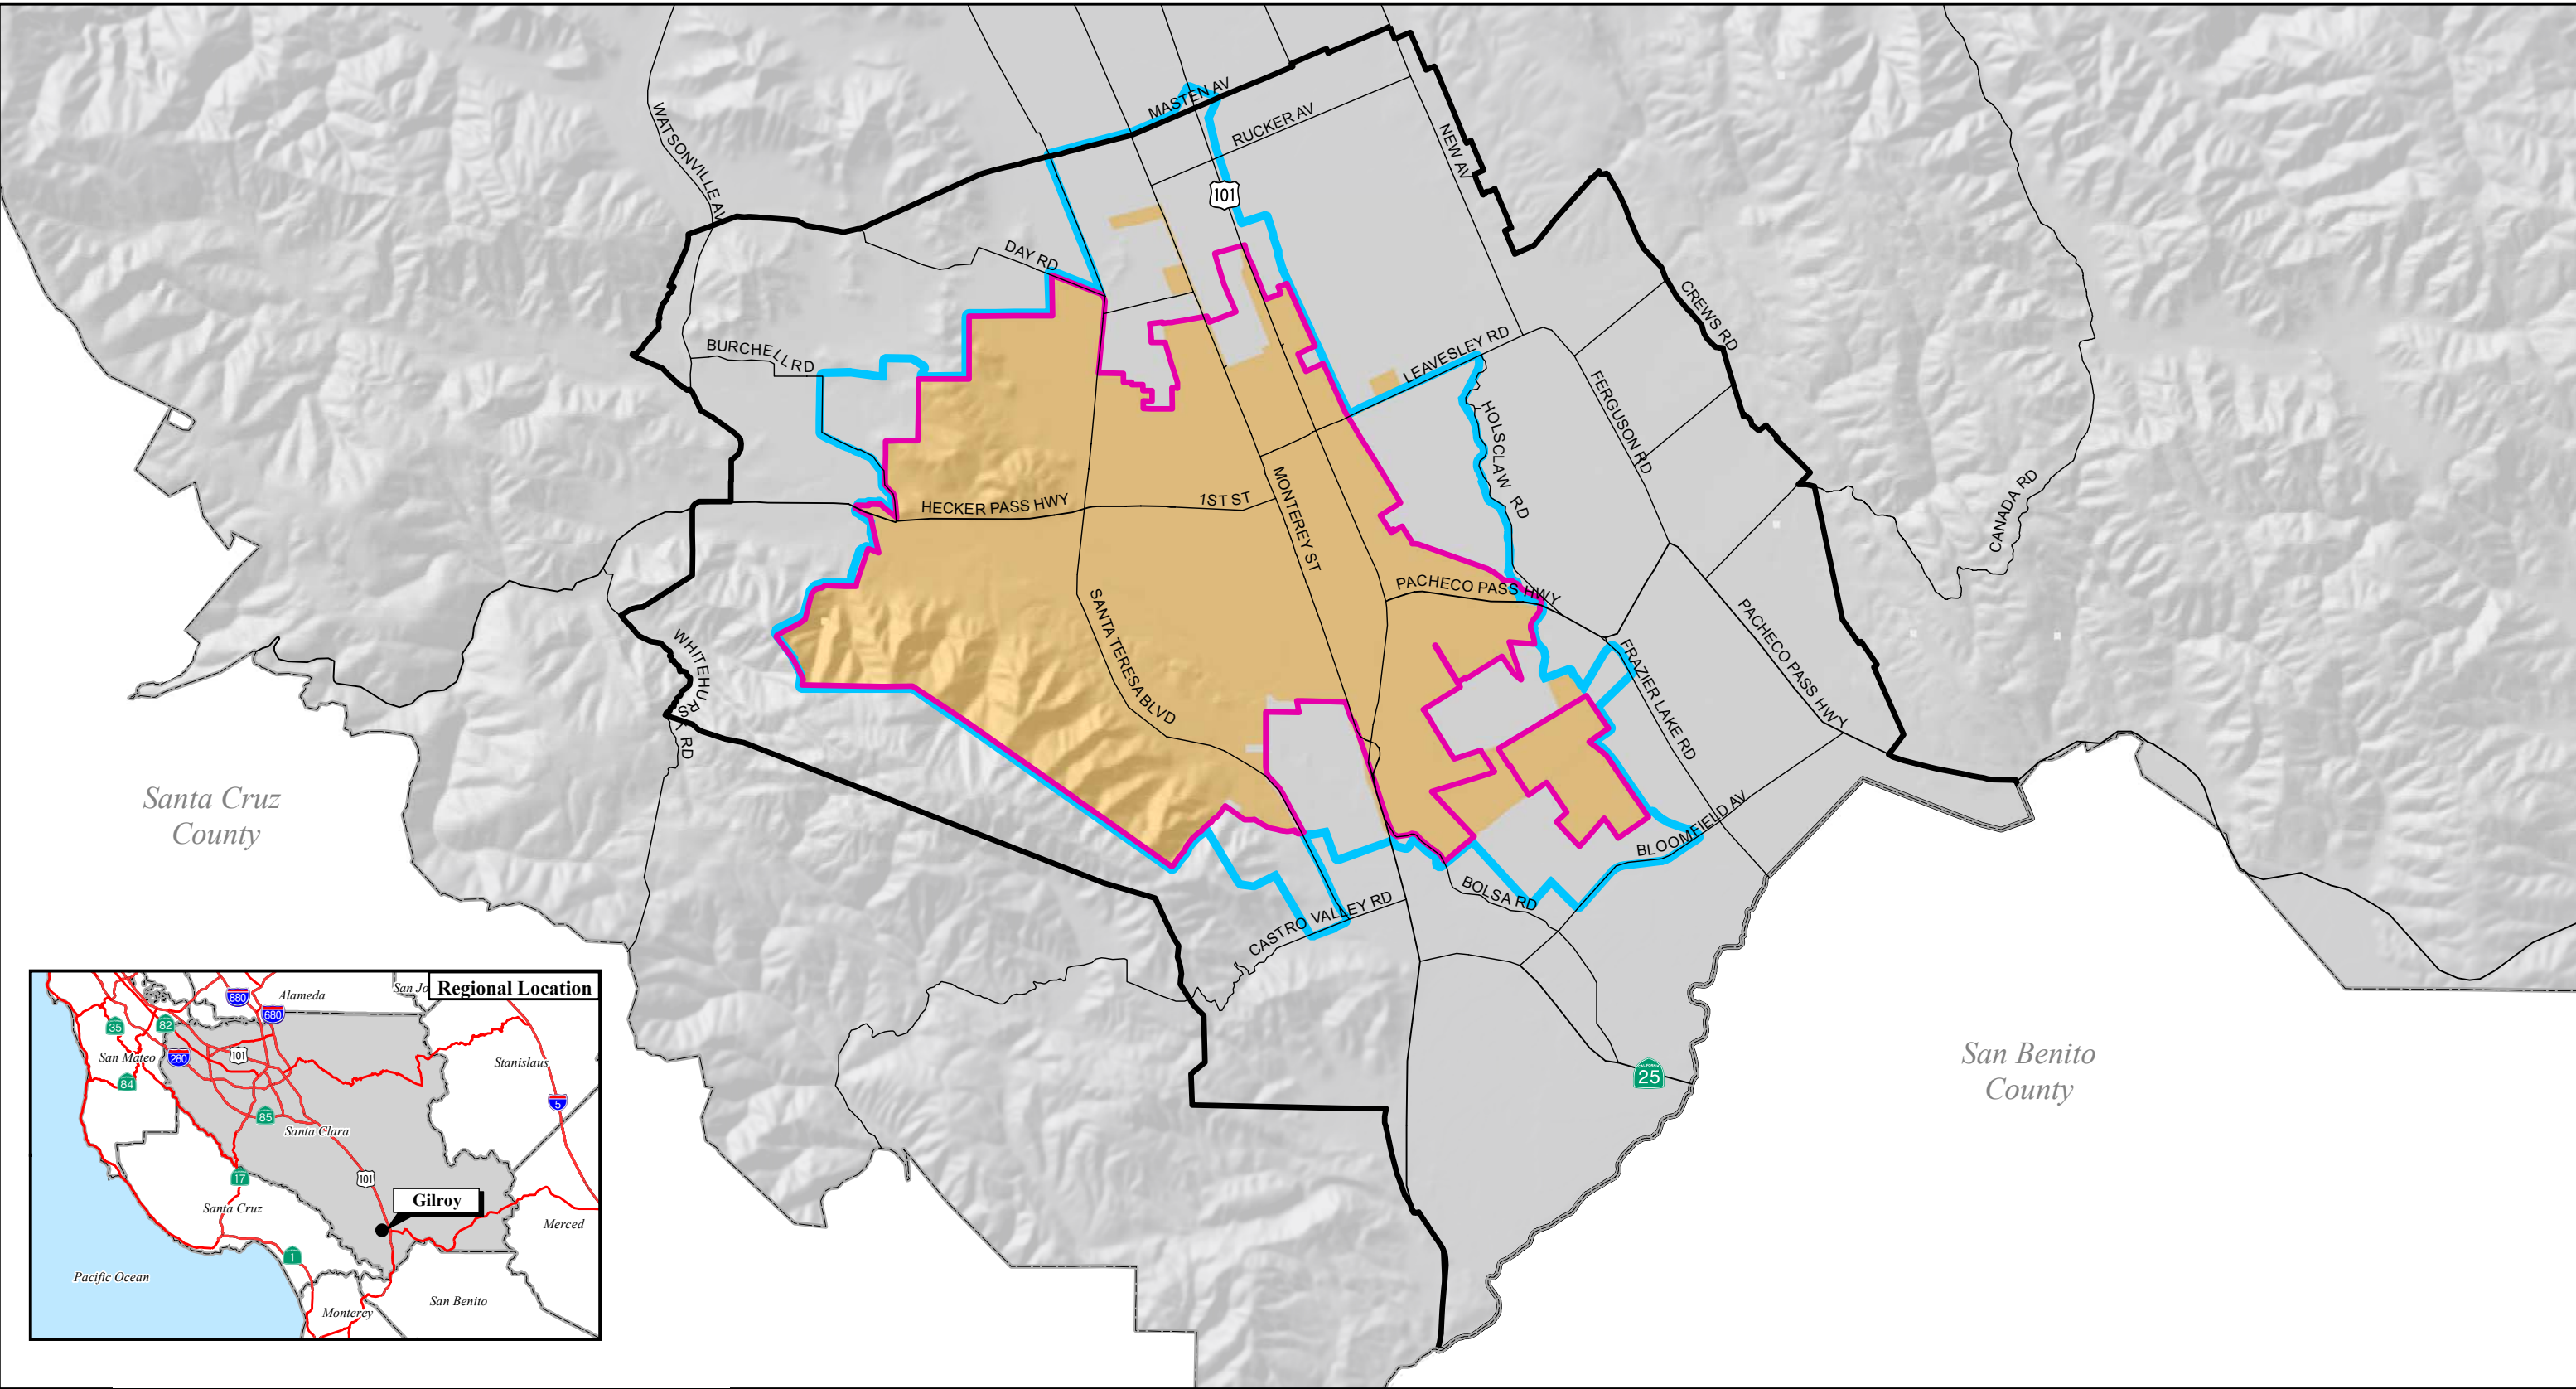 MASTEN AV
RUCKER AV
WATSONVILLE AV
NEW AV
101
DAY RD
CREWS RD
BURCHELL RD
LEAVESLEY RD
HOLSCLAW RD
FERGUSON RD
CANADA RD
HECKER PASS HWY
1ST ST
MONTEREY ST
PACHECO PASS HWY
SANTA TERESA BLVD
WHITEHURST RD
FRAZIER LAKE RD
PACHECO PASS HWY
Santa Cruz
County
BLOOMFIELD AV
BOLSA RD
CASTRO VALLEY RD
San Benito
County
25
Regional Location
880
Alameda
San Jo
680
35
82
San Mateo
280
101
Stanislaus
84
5
85
Santa Clara
17
101
Gilroy
Santa Cruz
Merced
1
Pacific Ocean
Monterey
San Benito